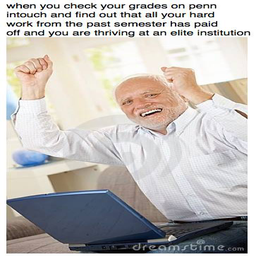 when you check your grades on penn
intouch and find out that all your hard
work from the past semester has paid
off and you are thriving at an elite institution
dreamstime.com